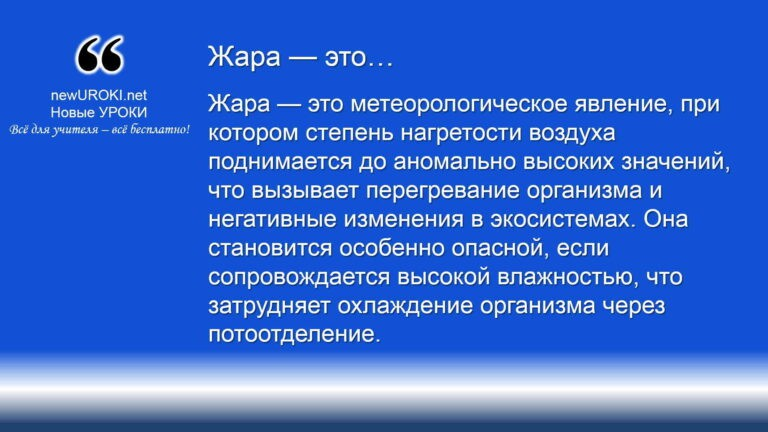 “
newUROKI.net
Новые УРОКИ
Всё для учителя – всё бесплатно!
Жара — это…
Жара — это метеорологическое явление, при
котором степень нагретости воздуха
поднимается до аномально высоких значений,
что вызывает перегревание организма и
негативные изменения в экосистемах. Она
становится особенно опасной, если
сопровождается высокой влажностью, что
затрудняет охлаждение организма через
потоотделение.